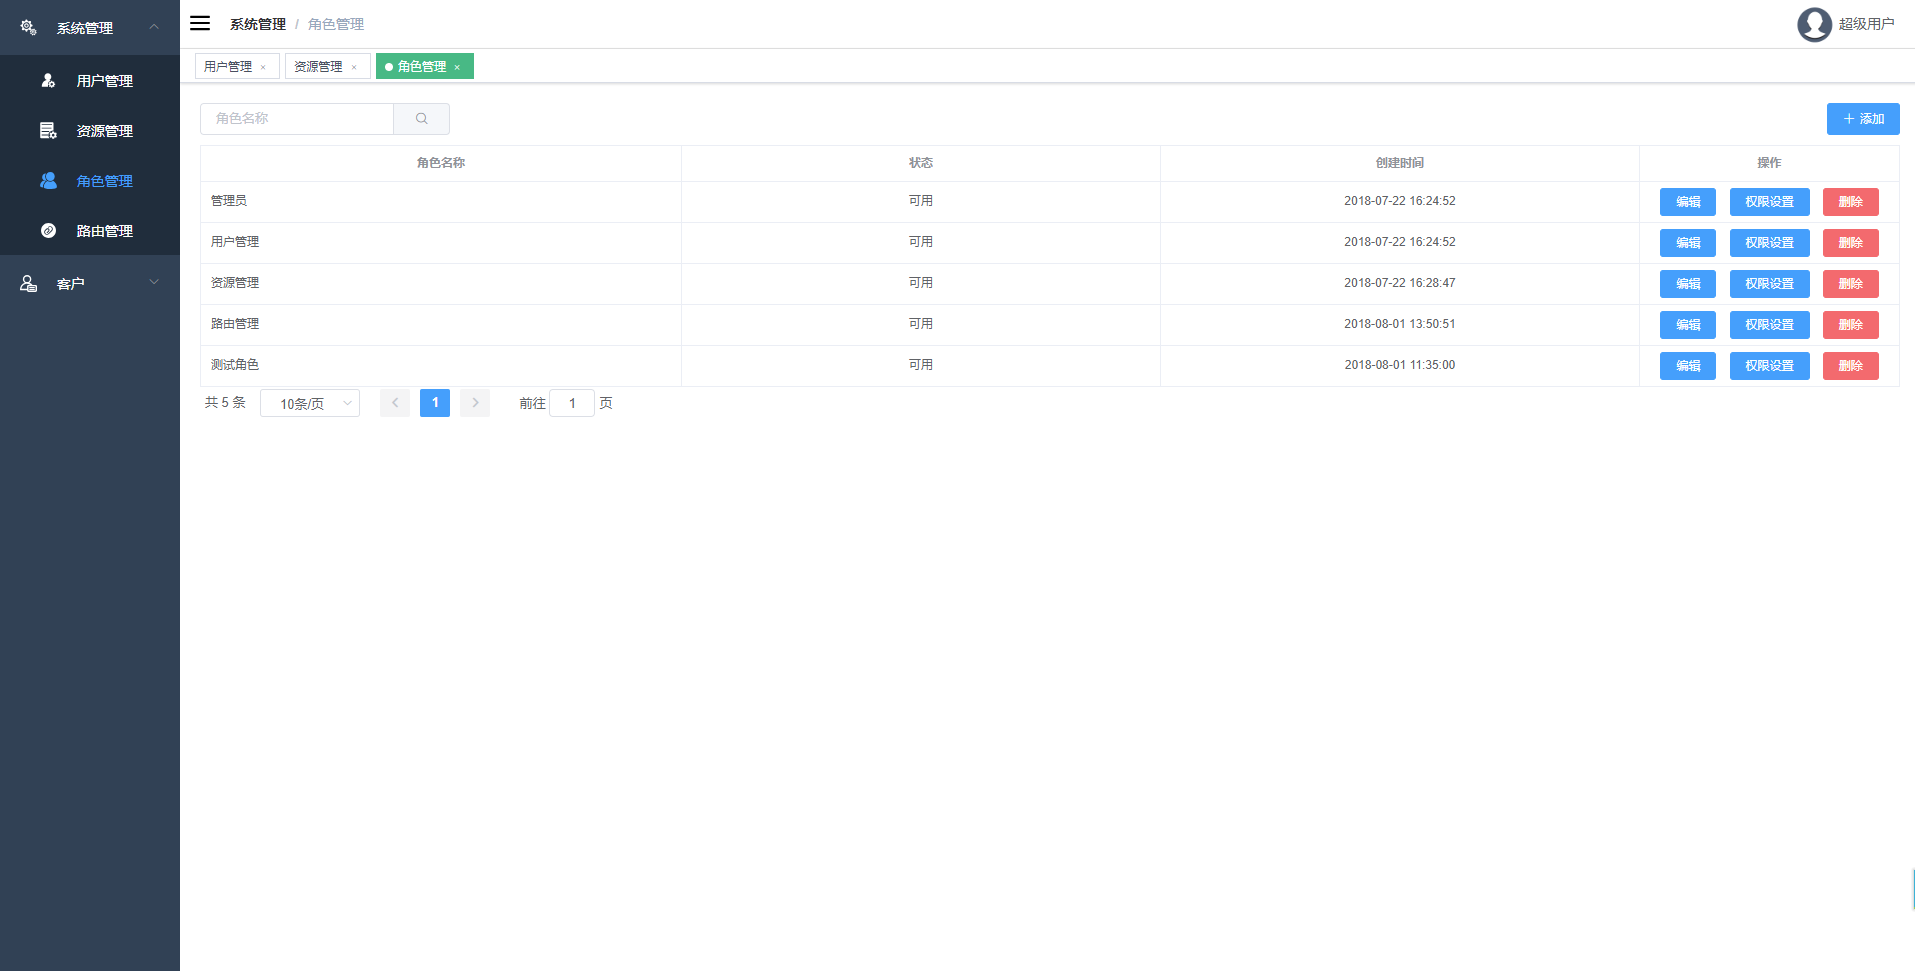 系统管理
用户管理
资源管理
角色管理
路由管理
客户
系统管理 / 角色管理
超级用户
用户管理 × 资源管理 × 角色管理 ×
角色名称
添加
角色名称 状态 创建时间 操作
管理员 可用 2018-07-22 16:24:52 编辑 权限设置 删除
用户管理 可用 2018-07-22 16:24:52 编辑 权限设置 删除
资源管理 可用 2018-07-22 16:28:47 编辑 权限设置 删除
路由管理 可用 2018-08-01 13:50:51 编辑 权限设置 删除
测试角色 可用 2018-08-01 11:35:00 编辑 权限设置 删除
共 5 条 10条/页 1 前往 1 页